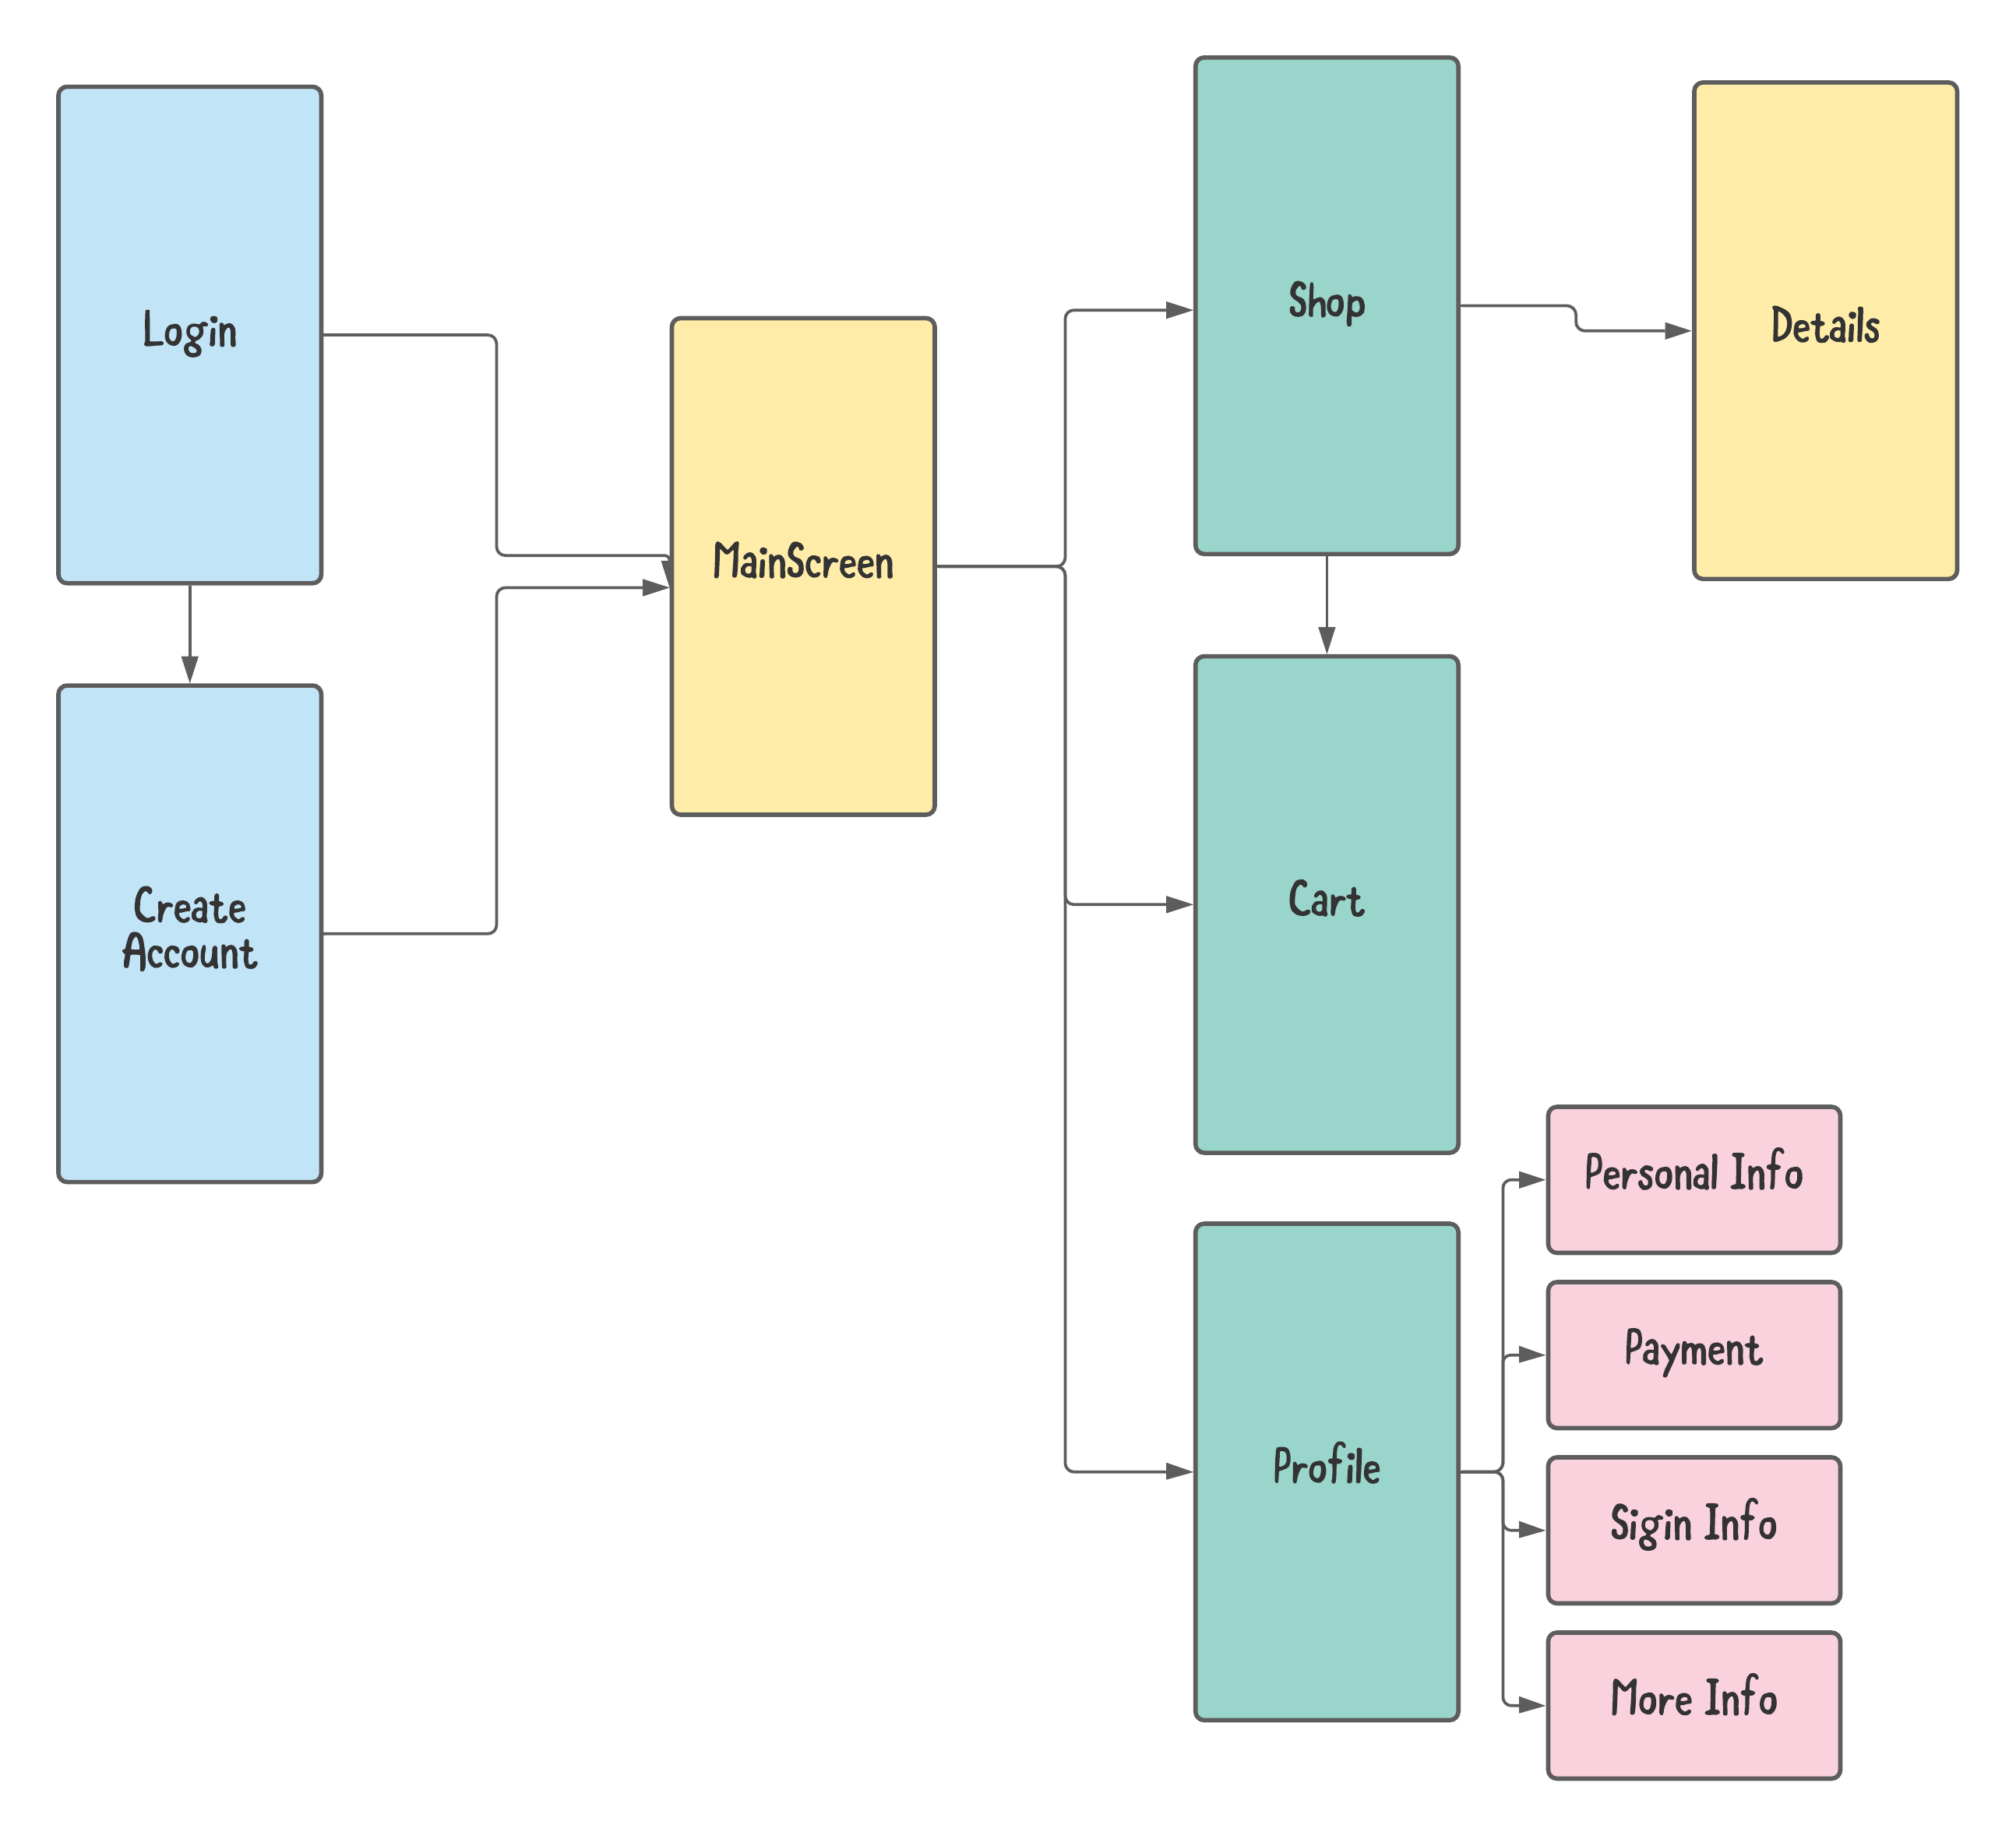 Login
Create
Account
MainScreen
Shop
Details
Cart
Profile
Personal Info
Payment
Sigin Info
More Info